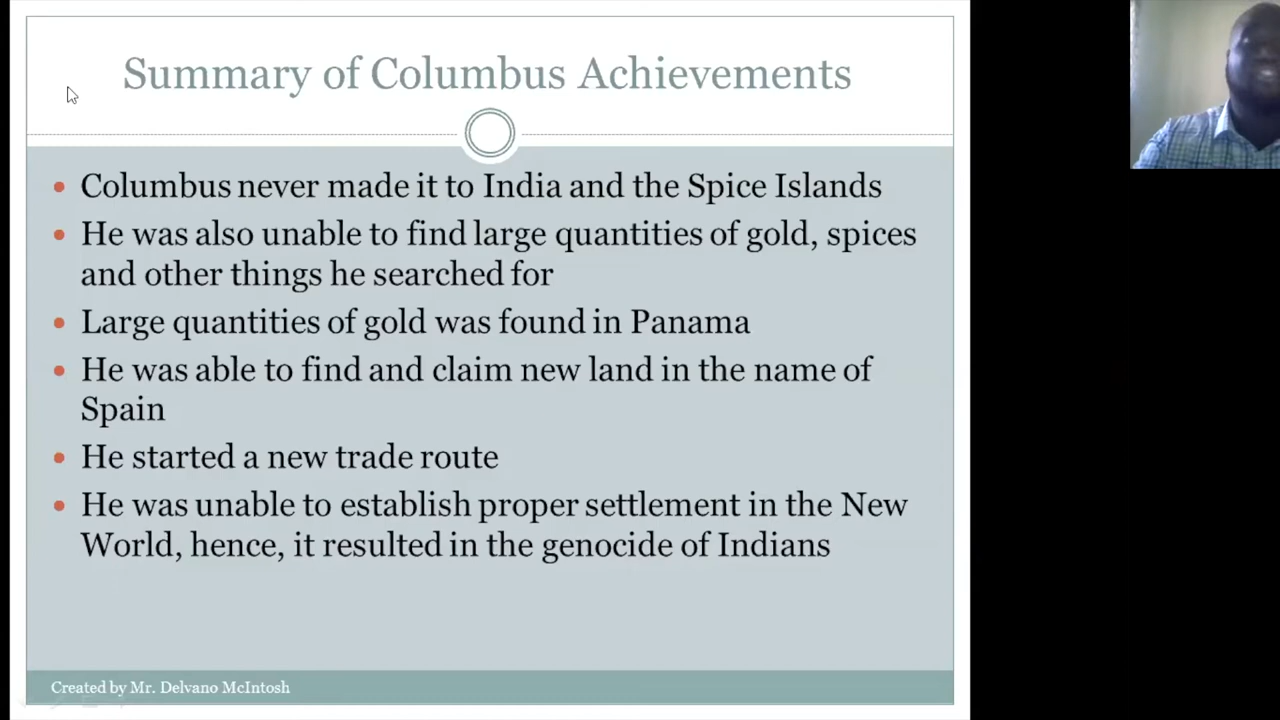 Summary of Columbus Achievements
Columbus never made it to India and the Spice Islands
He was also unable to find large quantities of gold, spices
and other things he searched for
Large quantities of gold was found in Panama
He was able to find and claim new land in the name of
Spain
He started a new trade route
He was unable to establish proper settlement in the New
World, hence, it resulted in the genocide of Indians
Created by Mr. Delvano McIntosh